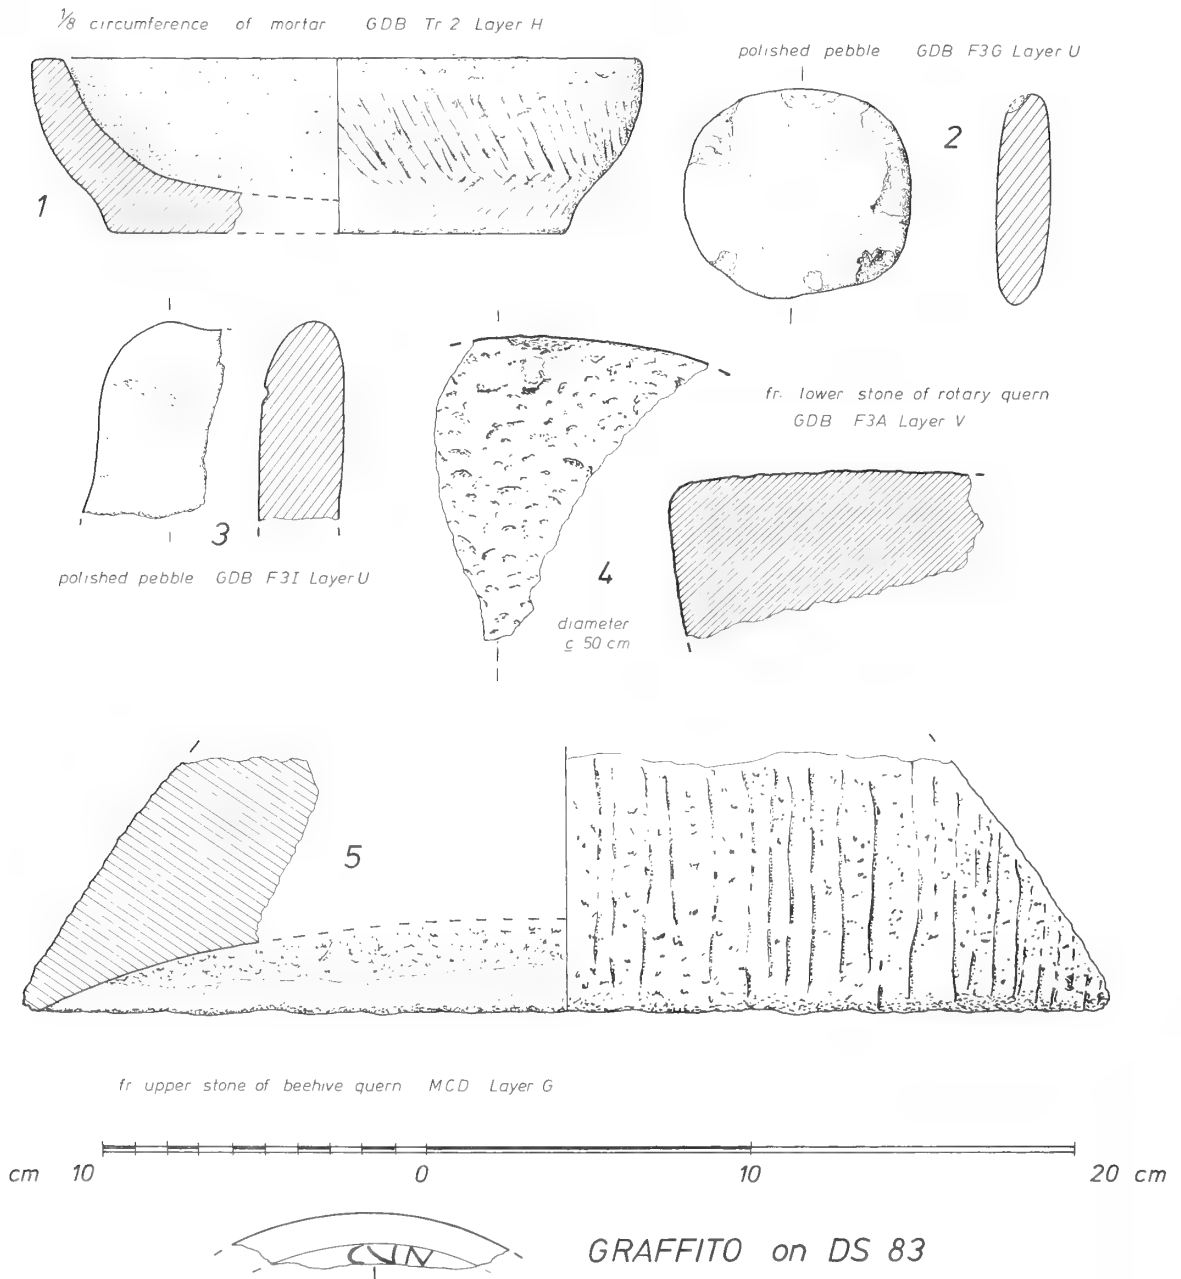 1/8 circumference of mortar GDB Tr 2 Layer H
1
polished pebble GDB F3G Layer U
2
3
polished pebble GDB F3I Layer U
fr. lower stone of rotary quern
GDB F3A Layer V
4
diameter
c 50 cm
5
fr upper stone of beehive quern MCD Layer G
cm 10 0 10 20 cm
CVN
GRAFFITO on DS 83